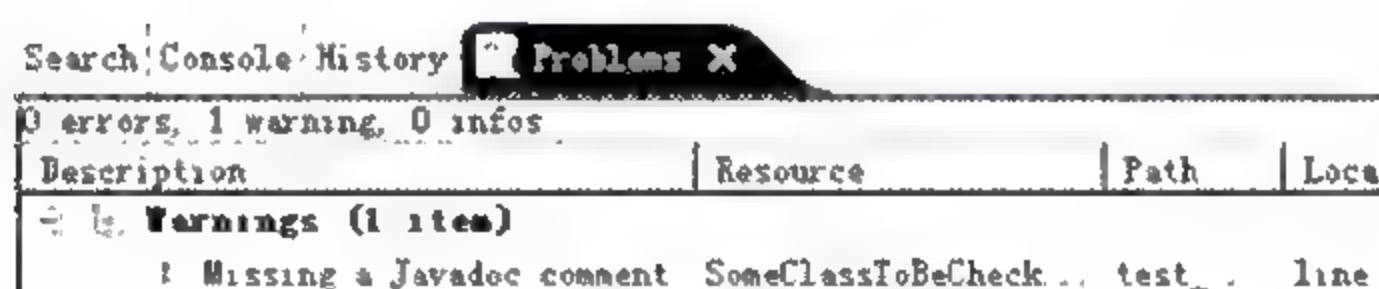 Search Console History Problems
0 errors, 1 warning, 0 infos
Description Resource Path Loca
Warnings (1 item)
Missing a Javadoc comment SomeClassToBeCheck... test_... line